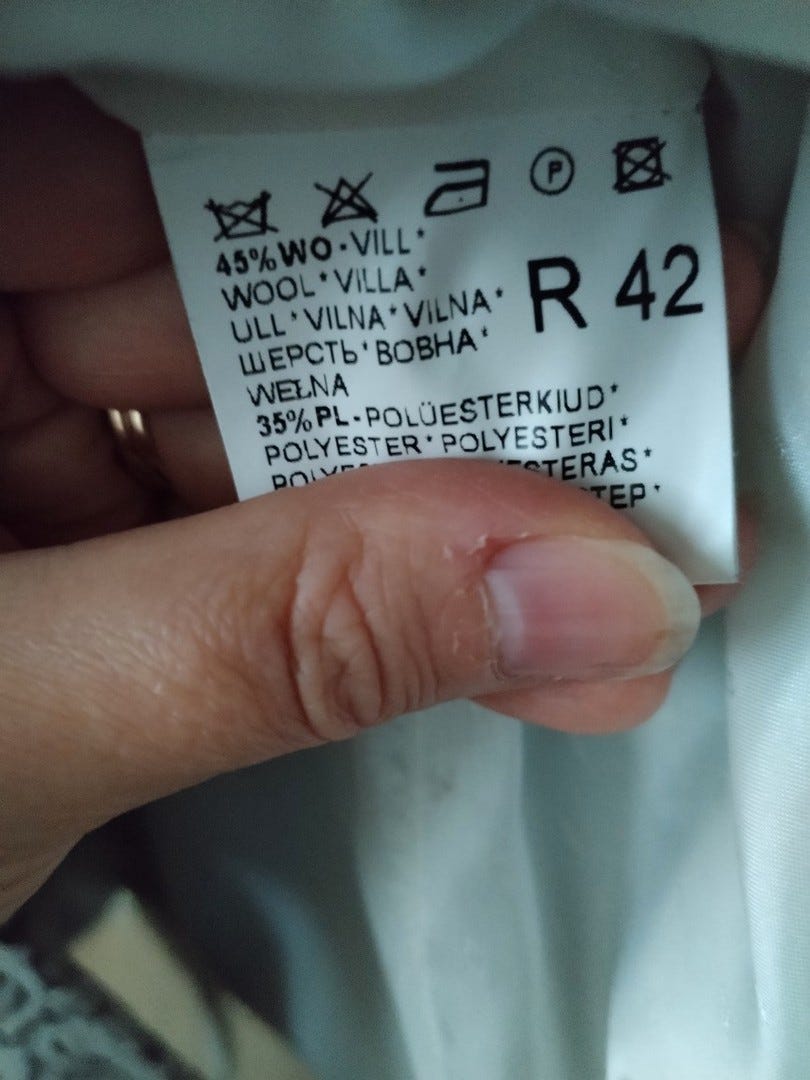 P
45%WO-VILL*
WOOL*VILLA*
ULL*VILNA*VILNA*
ШЕРСТЬ*ВОВНА*
WEŁNA
R 42
35%PL-POLÜESTERKIUD*
POLYESTER*POLYESTERI*